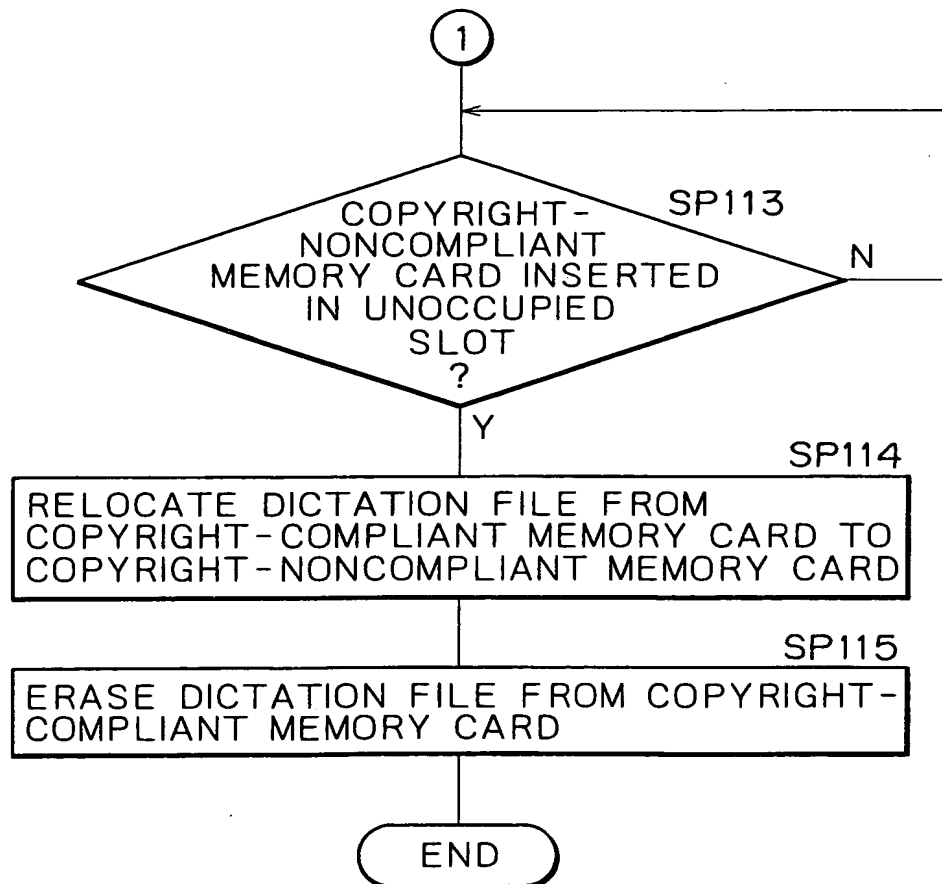 1
SP113
COPYRIGHT-
NONCOMPLIANT
MEMORY CARD INSERTED
IN UNOCCUPIED
SLOT
?
N
Y
SP114
RELOCATE DICTATION FILE FROM
COPYRIGHT-COMPLIANT MEMORY CARD TO
COPYRIGHT-NONCOMPLIANT MEMORY CARD
SP115
ERASE DICTATION FILE FROM COPYRIGHT-
COMPLIANT MEMORY CARD
END